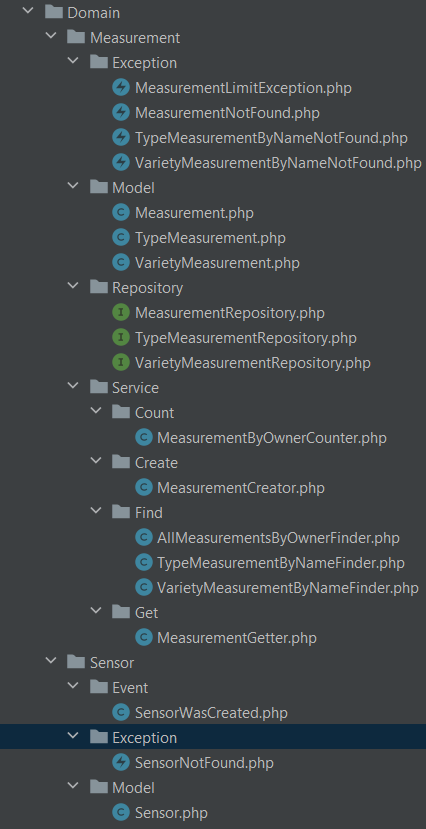 Domain
Measurement
Exception
MeasurementLimitException.php
MeasurementNotFound.php
TypeMeasurementByNameNotFound.php
VarietyMeasurementByNameNotFound.php
Model
Measurement.php
TypeMeasurement.php
VarietyMeasurement.php
Repository
MeasurementRepository.php
TypeMeasurementRepository.php
VarietyMeasurementRepository.php
Service
Count
MeasurementByOwnerCounter.php
Create
MeasurementCreator.php
Find
AllMeasurementsByOwnerFinder.php
TypeMeasurementByNameFinder.php
VarietyMeasurementByNameFinder.php
Get
MeasurementGetter.php
Sensor
Event
SensorWasCreated.php
Exception
SensorNotFound.php
Model
Sensor.php